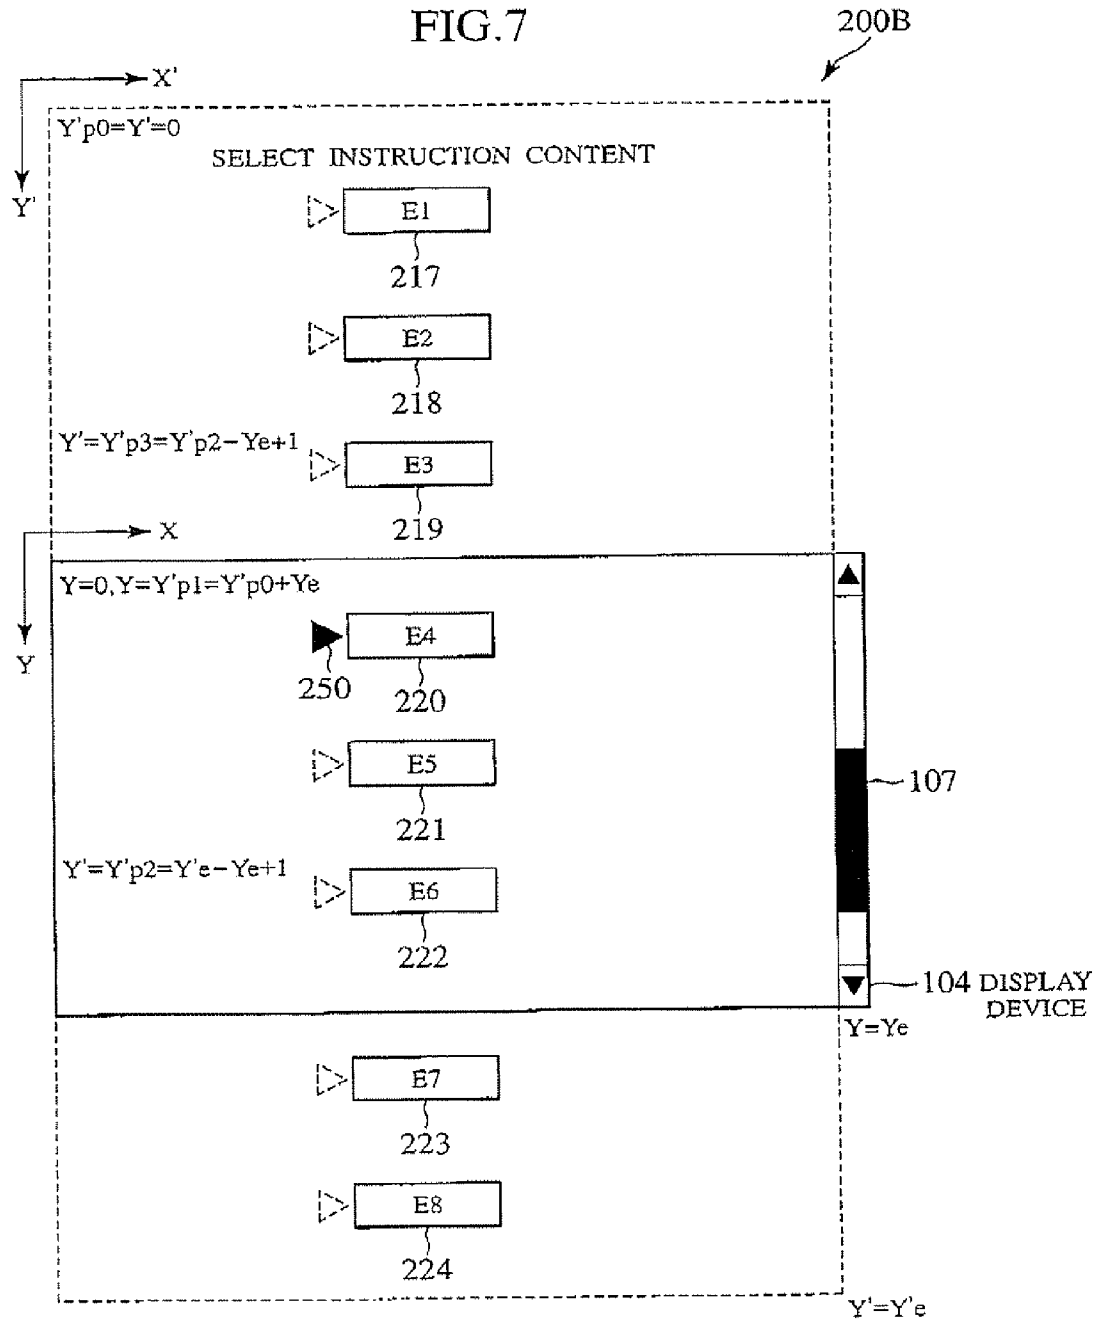 FIG.7
200B
X'
Y'p0=Y'=0
SELECT INSTRUCTION CONTENT
Y'
E1
217
E2
218
Y'=Y'p3=Y'p2-Ye+1
E3
219
X
Y=0,Y=Y'p1=Y'p0+Ye
E4
Y
250
220
E5
107
221
Y'=Y'p2=Y'e-Ye+1
E6
222
104 DISPLAY
DEVICE
Y=Ye
E7
223
E8
224
Y'=Y'e